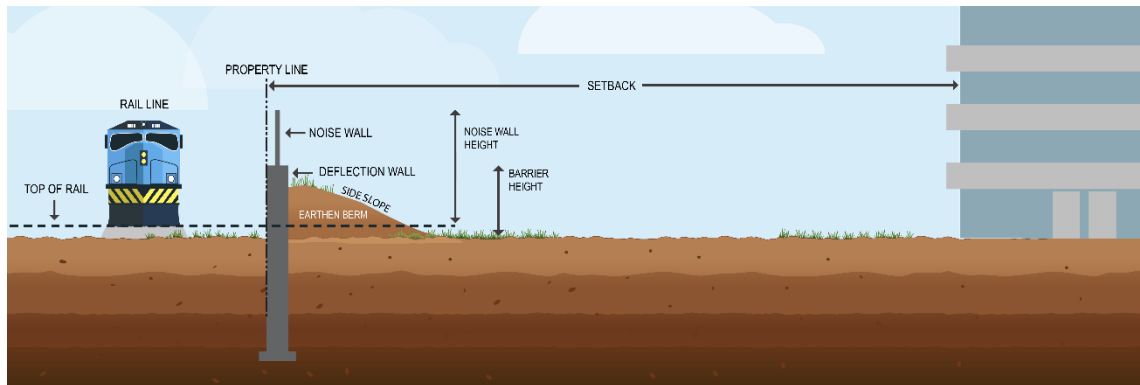 PROPERTY LINE
SETBACK
RAIL LINE
NOISE WALL
NOISE WALL
HEIGHT
DEFLECTION WALL
BARRIER
HEIGHT
TOP OF RAIL
SIDE SLOPE
EARTHEN BERM